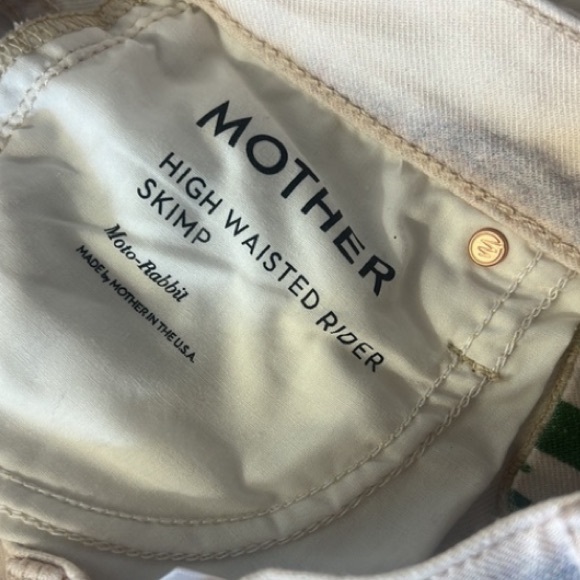 MOTHER
HIGH WAISTED RIDER
SKIMP
Moto-Rabbit
MADE by MOTHER IN THE U.S.A.